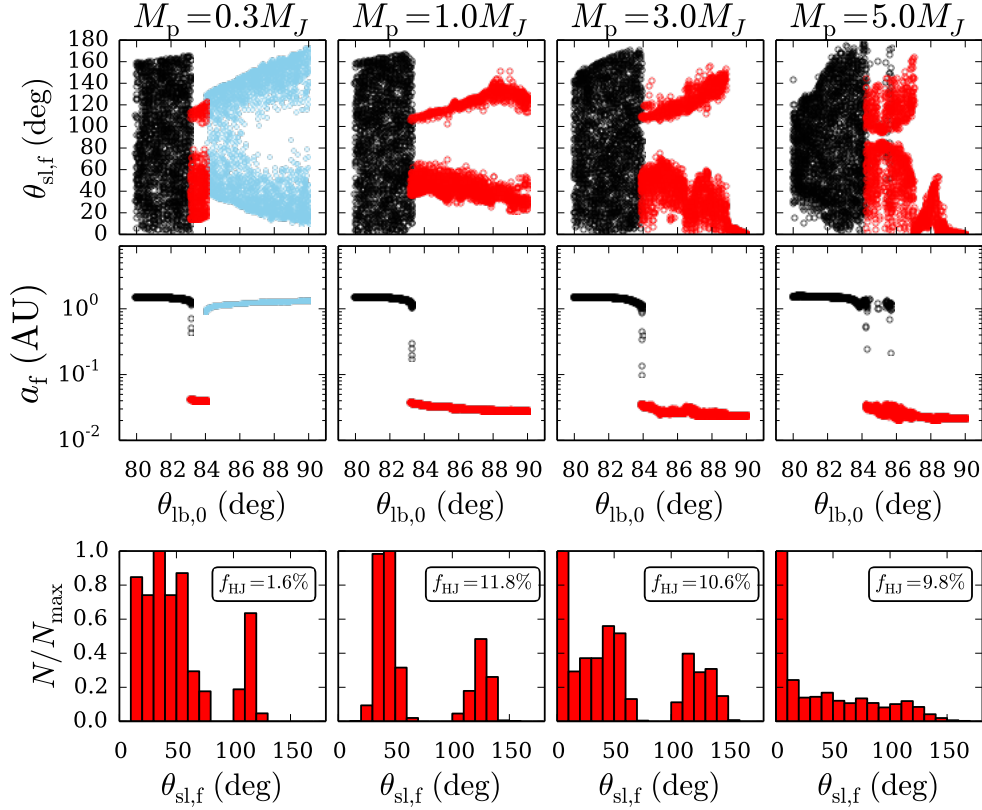 M_p=0.3M_J M_p=1.0M_J M_p=3.0M_J M_p=5.0M_J
θ_sl,f (deg)
180
160
140
120
100
80
60
40
20
0
a_f (AU)
10^0
10^-1
10^-2
80 82 84 86 88 90 80 82 84 86 88 90 80 82 84 86 88 90 80 82 84 86 88 90
θ_lb,0 (deg) θ_lb,0 (deg) θ_lb,0 (deg) θ_lb,0 (deg)
N/N_max
1.0
0.8
0.6
0.4
0.2
0.0
f_HJ=1.6% f_HJ=11.8% f_HJ=10.6% f_HJ=9.8%
0 50 100 150 0 50 100 150 0 50 100 150 0 50 100 150
θ_sl,f (deg) θ_sl,f (deg) θ_sl,f (deg) θ_sl,f (deg)